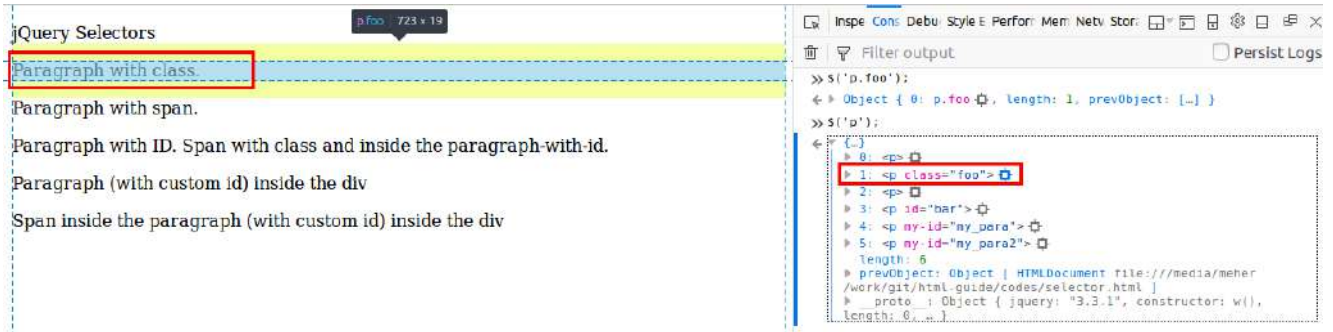 p.foo 723 x 19
jQuery Selectors
Paragraph with class.
Paragraph with span.
Paragraph with ID. Span with class and inside the paragraph-with-id.
Paragraph (with custom id) inside the div
Span inside the paragraph (with custom id) inside the div
Inspe Cons Debu Style E Perforr Mem Netv Stora
Filter output Persist Logs
» $('p.foo');
Object { 0: p.foo , length: 1, prevObject: […] }
» $('p');
{…}
0: <p>
1: <p class="foo">
2: <p>
3: <p id="bar">
4: <p my-id="my_para">
5: <p my-id="my_para2">
length: 6
prevObject: Object [ HTMLDocument file:///media/meher
/work/git/html-guide/codes/selector.html ]
__proto__: Object { jquery: "3.3.1", constructor: w(),
length: 0, … }